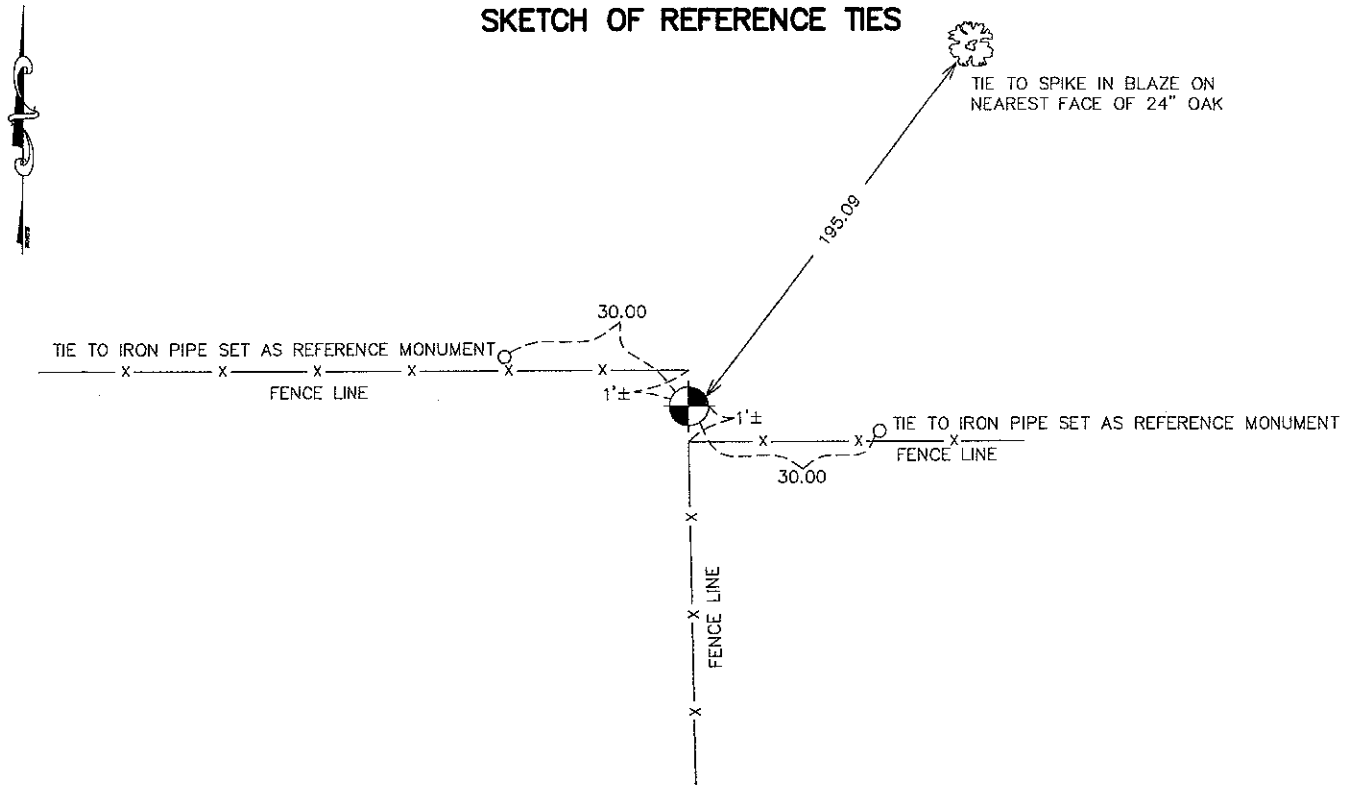 SKETCH OF REFERENCE TIES
TIE TO SPIKE IN BLAZE ON
NEAREST FACE OF 24" OAK
195.09
30.00
TIE TO IRON PIPE SET AS REFERENCE MONUMENT
X X X X X X
FENCE LINE
1'±
1'±
TIE TO IRON PIPE SET AS REFERENCE MONUMENT
X X X
FENCE LINE
30.00
X
FENCE LINE
X
X